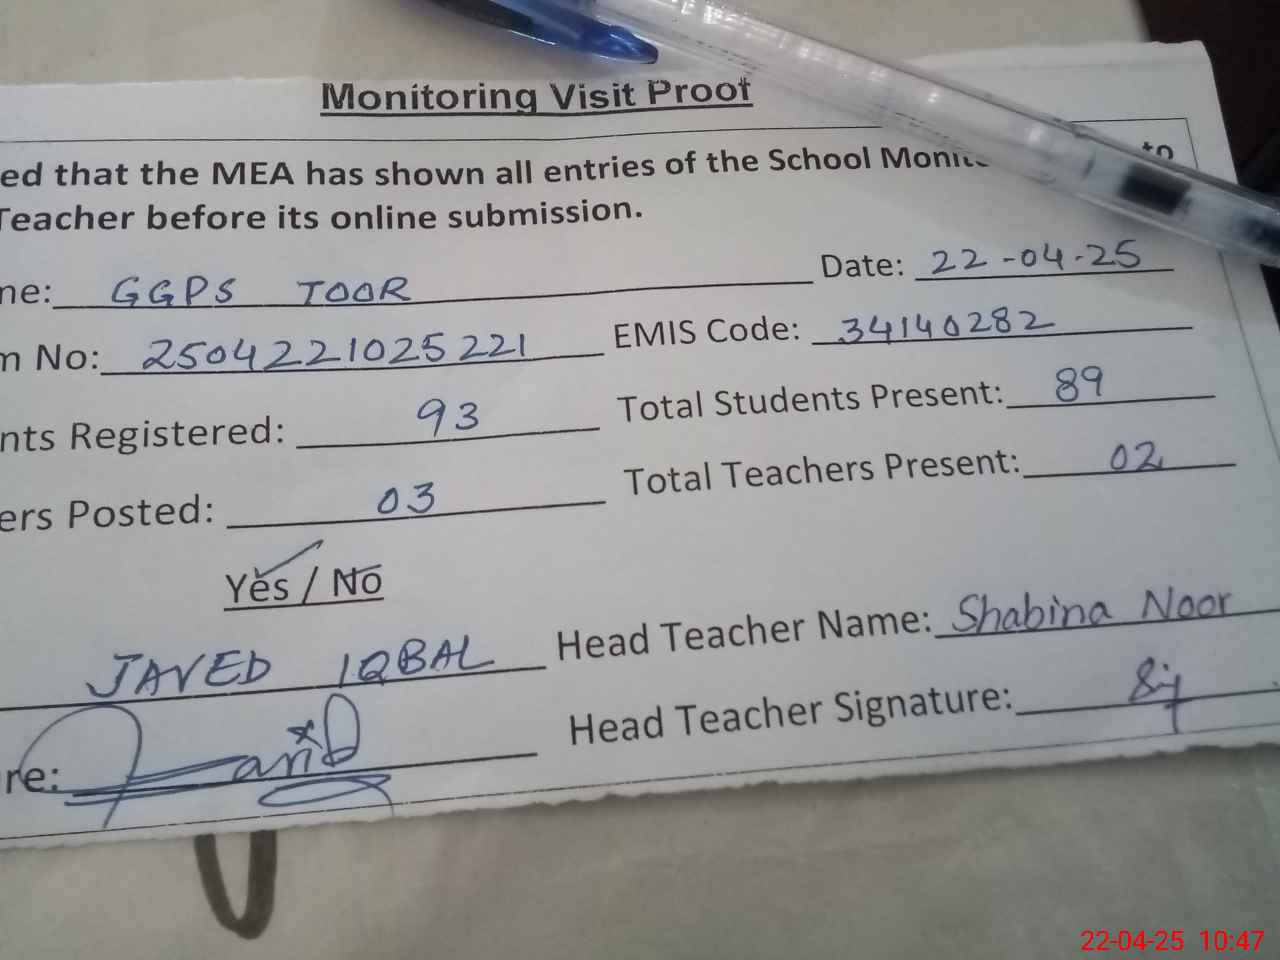 Monitoring Visit Proof
ed that the MEA has shown all entries of the School to
Teacher before its online submission.
ne: GGPS TOOR Date: 22-04-25
m No: 2504221025221 EMIS Code: 34140282
nts Registered: 93 Total Students Present: 89
ers Posted: 03 Total Teachers Present: 02
Yes / No
JAVED IQBAL Head Teacher Name: Shabina Noor
re: Head Teacher Signature:
22-04-25 10:47